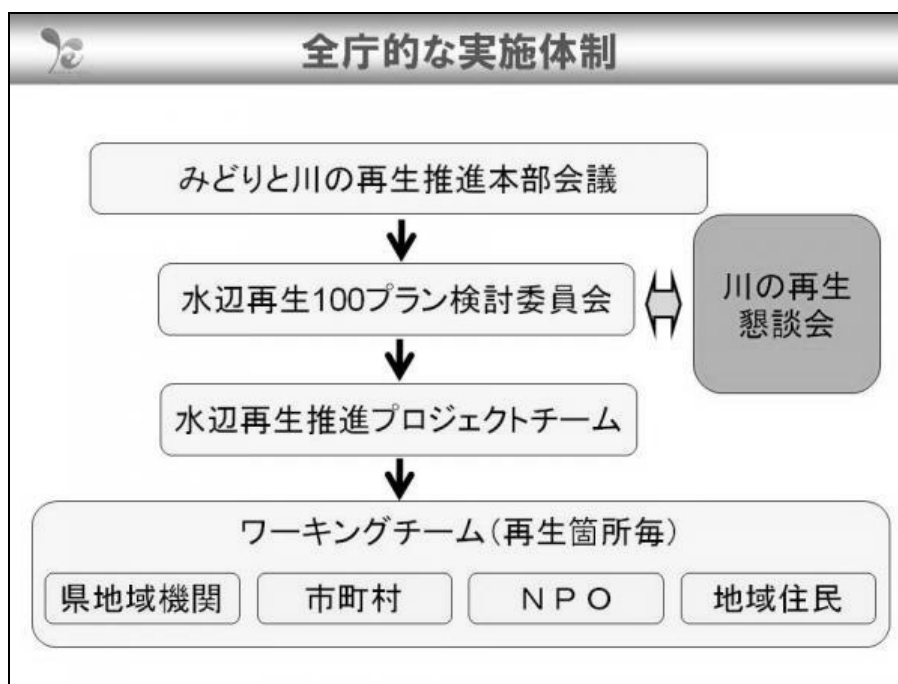 全庁的な実施体制
みどりと川の再生推進本部会議
水辺再生100プラン検討委員会
川の再生
懇談会
水辺再生推進プロジェクトチーム
ワーキングチーム(再生箇所毎)
県地域機関
市町村
NPO
地域住民